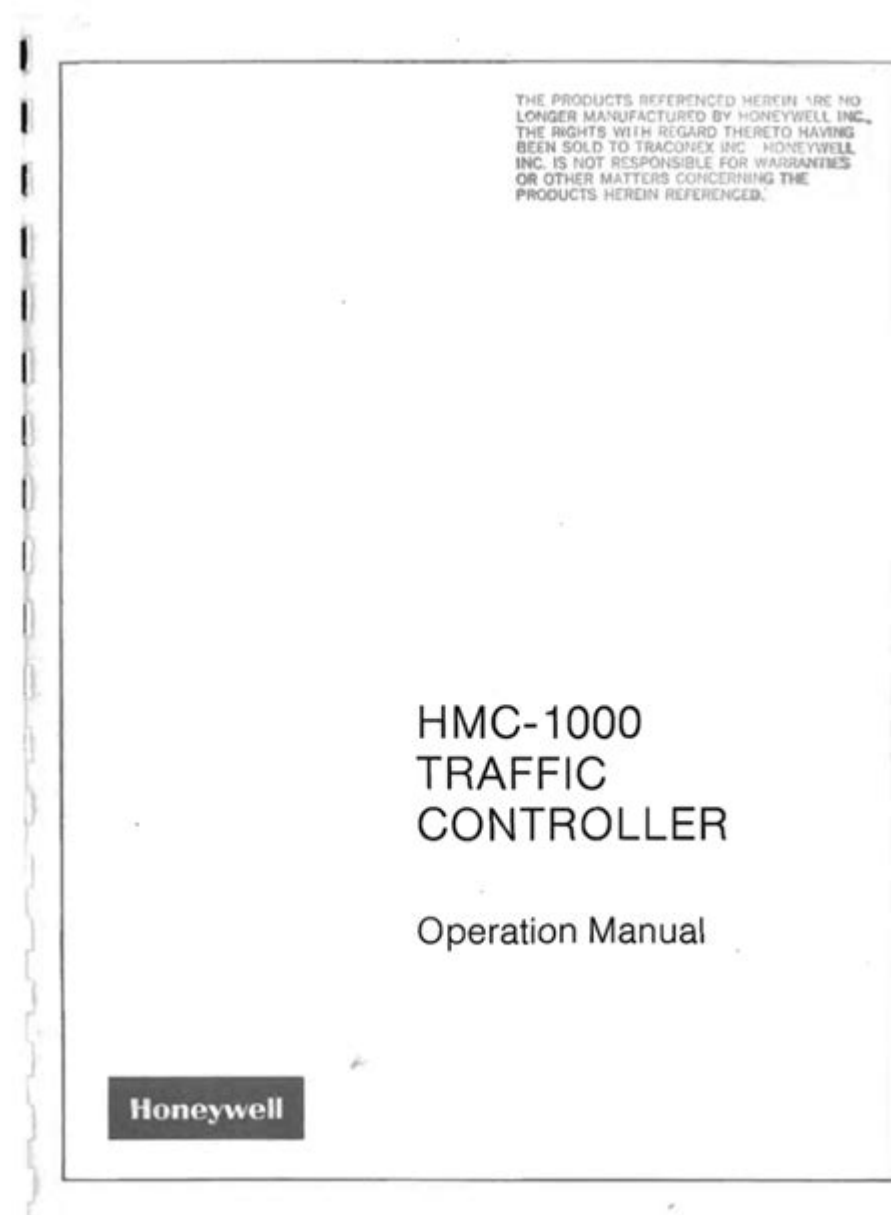 THE PRODUCTS REFERENCED HEREIN ARE NO
LONGER MANUFACTURED BY HONEYWELL INC.,
THE RIGHTS WITH REGARD THERETO HAVING
BEEN SOLD TO TRACONEX INC HONEYWELL
INC. IS NOT RESPONSIBLE FOR WARRANTIES
OR OTHER MATTERS CONCERNING THE
PRODUCTS HEREIN REFERENCED.
HMC-1000
TRAFFIC
CONTROLLER
Operation Manual
Honeywell